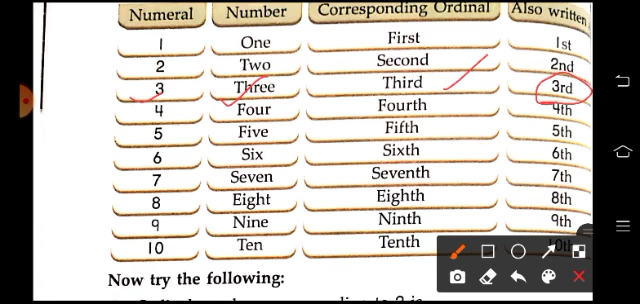 Numeral Number Corresponding Ordinal Also written
1 One First 1st
2 Two Second 2nd
3 Three Third 3rd
4 Four Fourth 4th
5 Five Fifth 5th
6 Six Sixth 6th
7 Seven Seventh 7th
8 Eight Eighth 8th
9 Nine Ninth 9th
10 Ten Tenth 10th
Now try the following: